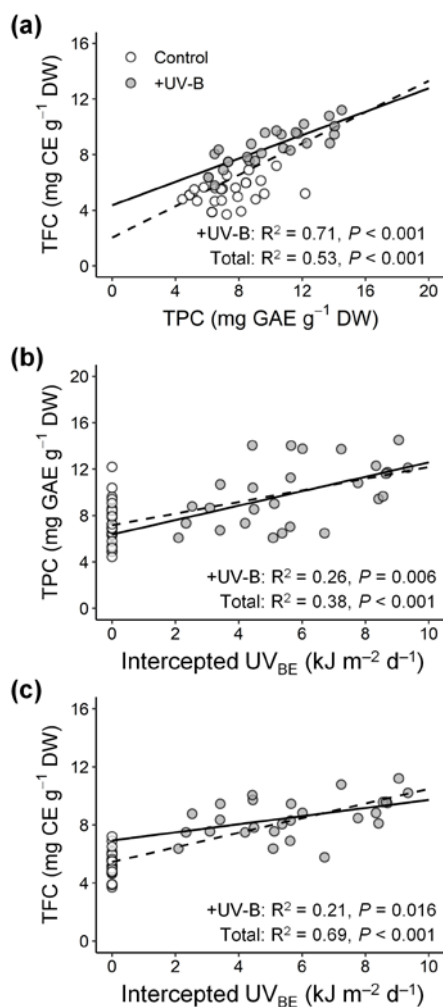 (a)
16
12
8
4
0
TFC (mg CE g⁻¹ DW)
Control
+UV-B
+UV-B: R² = 0.71, P < 0.001
Total: R² = 0.53, P < 0.001
0 4 8 12 16 20
TPC (mg GAE g⁻¹ DW)
(b)
20
16
12
8
4
0
TPC (mg GAE g⁻¹ DW)
+UV-B: R² = 0.26, P = 0.006
Total: R² = 0.38, P < 0.001
0 2 4 6 8 10
Intercepted UV_BE (kJ m⁻² d⁻¹)
(c)
16
12
8
4
0
TFC (mg CE g⁻¹ DW)
+UV-B: R² = 0.21, P = 0.016
Total: R² = 0.69, P < 0.001
0 2 4 6 8 10
Intercepted UV_BE (kJ m⁻² d⁻¹)